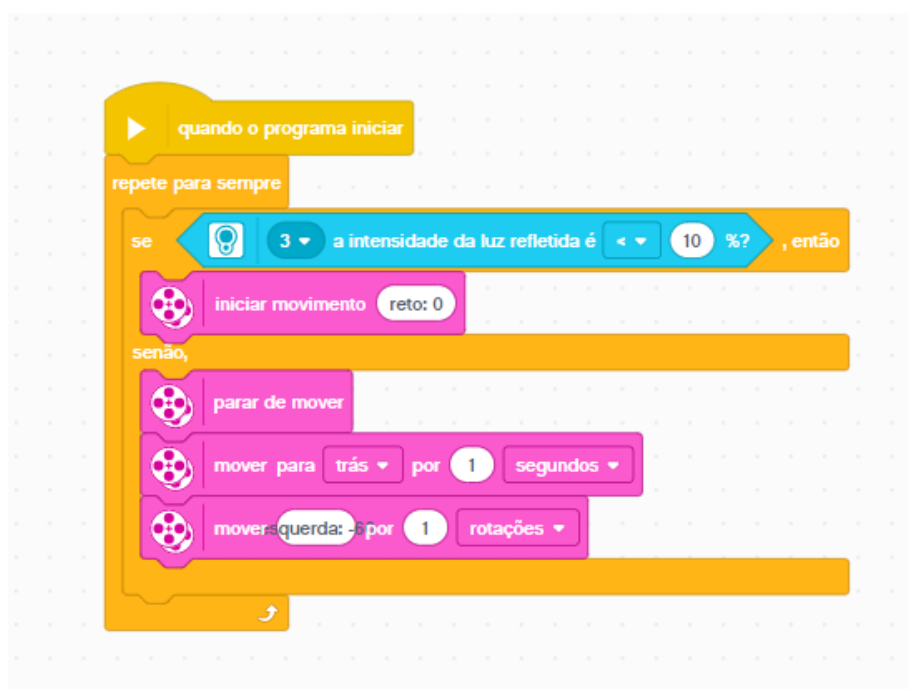 quando o programa iniciar
repete para sempre
se 3 a intensidade da luz refletida é < 10 %? , então
iniciar movimento reto: 0
senão,
parar de mover
mover para trás por 1 segundos
mover squerda: por 1 rotações